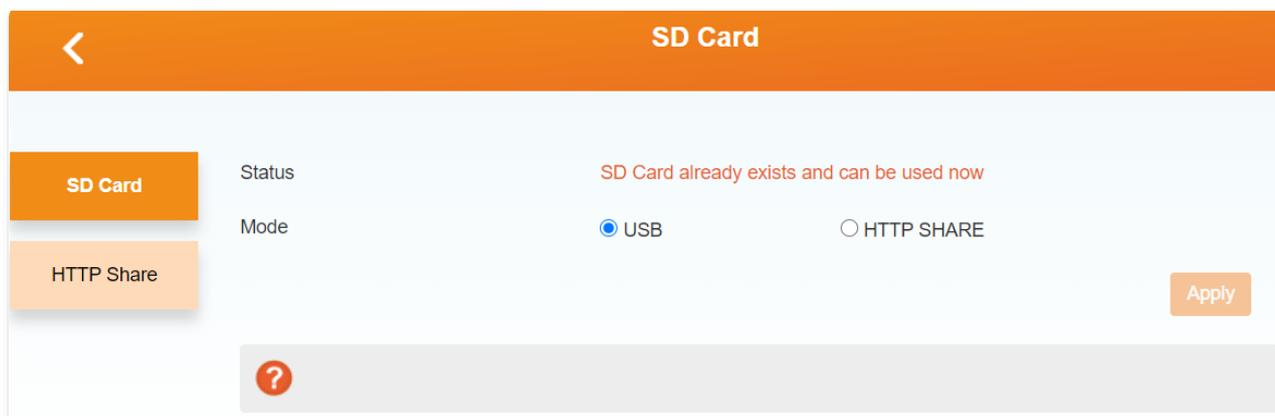 SD Card
SD Card
Status
SD Card already exists and can be used now
Mode
USB
HTTP SHARE
HTTP Share
Apply
?